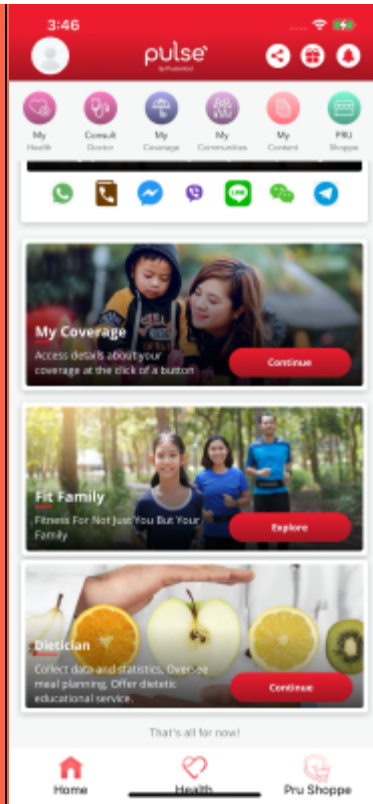 3:46
pulse
by Prudential
My
Health
Consult
Doctor
My
Coverage
My
Communities
My
Content
PRU
Shoppe
LINE
My Coverage
Access details about your
coverage at the click of a button
Continue
Fit Family
Fitness For Not Just You But Your
Family
Explore
Dietician
Collect data and statistics, Oversee
meal planning, Offer dietetic
educational service.
Continue
That's all for now!
Home
Health
Pru Shoppe